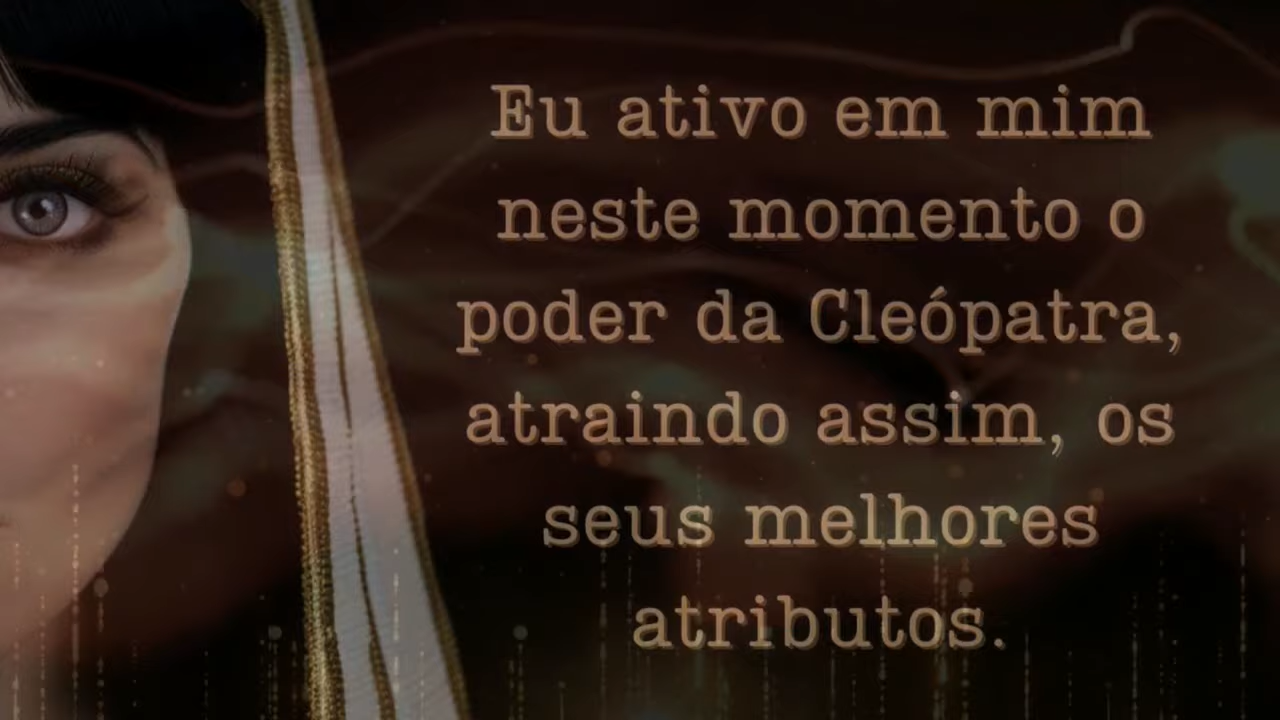 Eu ativo em mim
neste momento o
poder da Cleópatra,
atraindo assim, os
seus melhores
atributos.